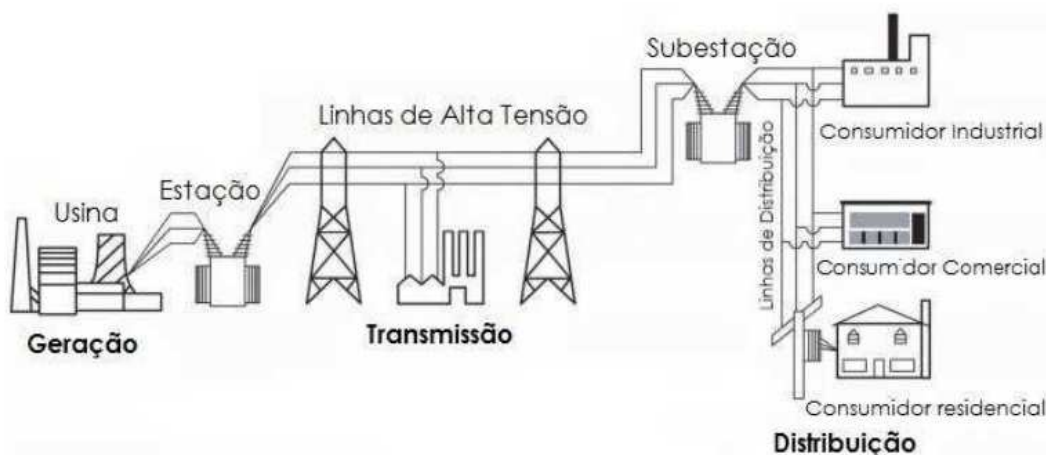 Usina
Geração
Estação
Linhas de Alta Tensão
Transmissão
Subestação
Linhas de Distribuição
Consumidor Industrial
Consumidor Comercial
Consumidor residencial
Distribuição